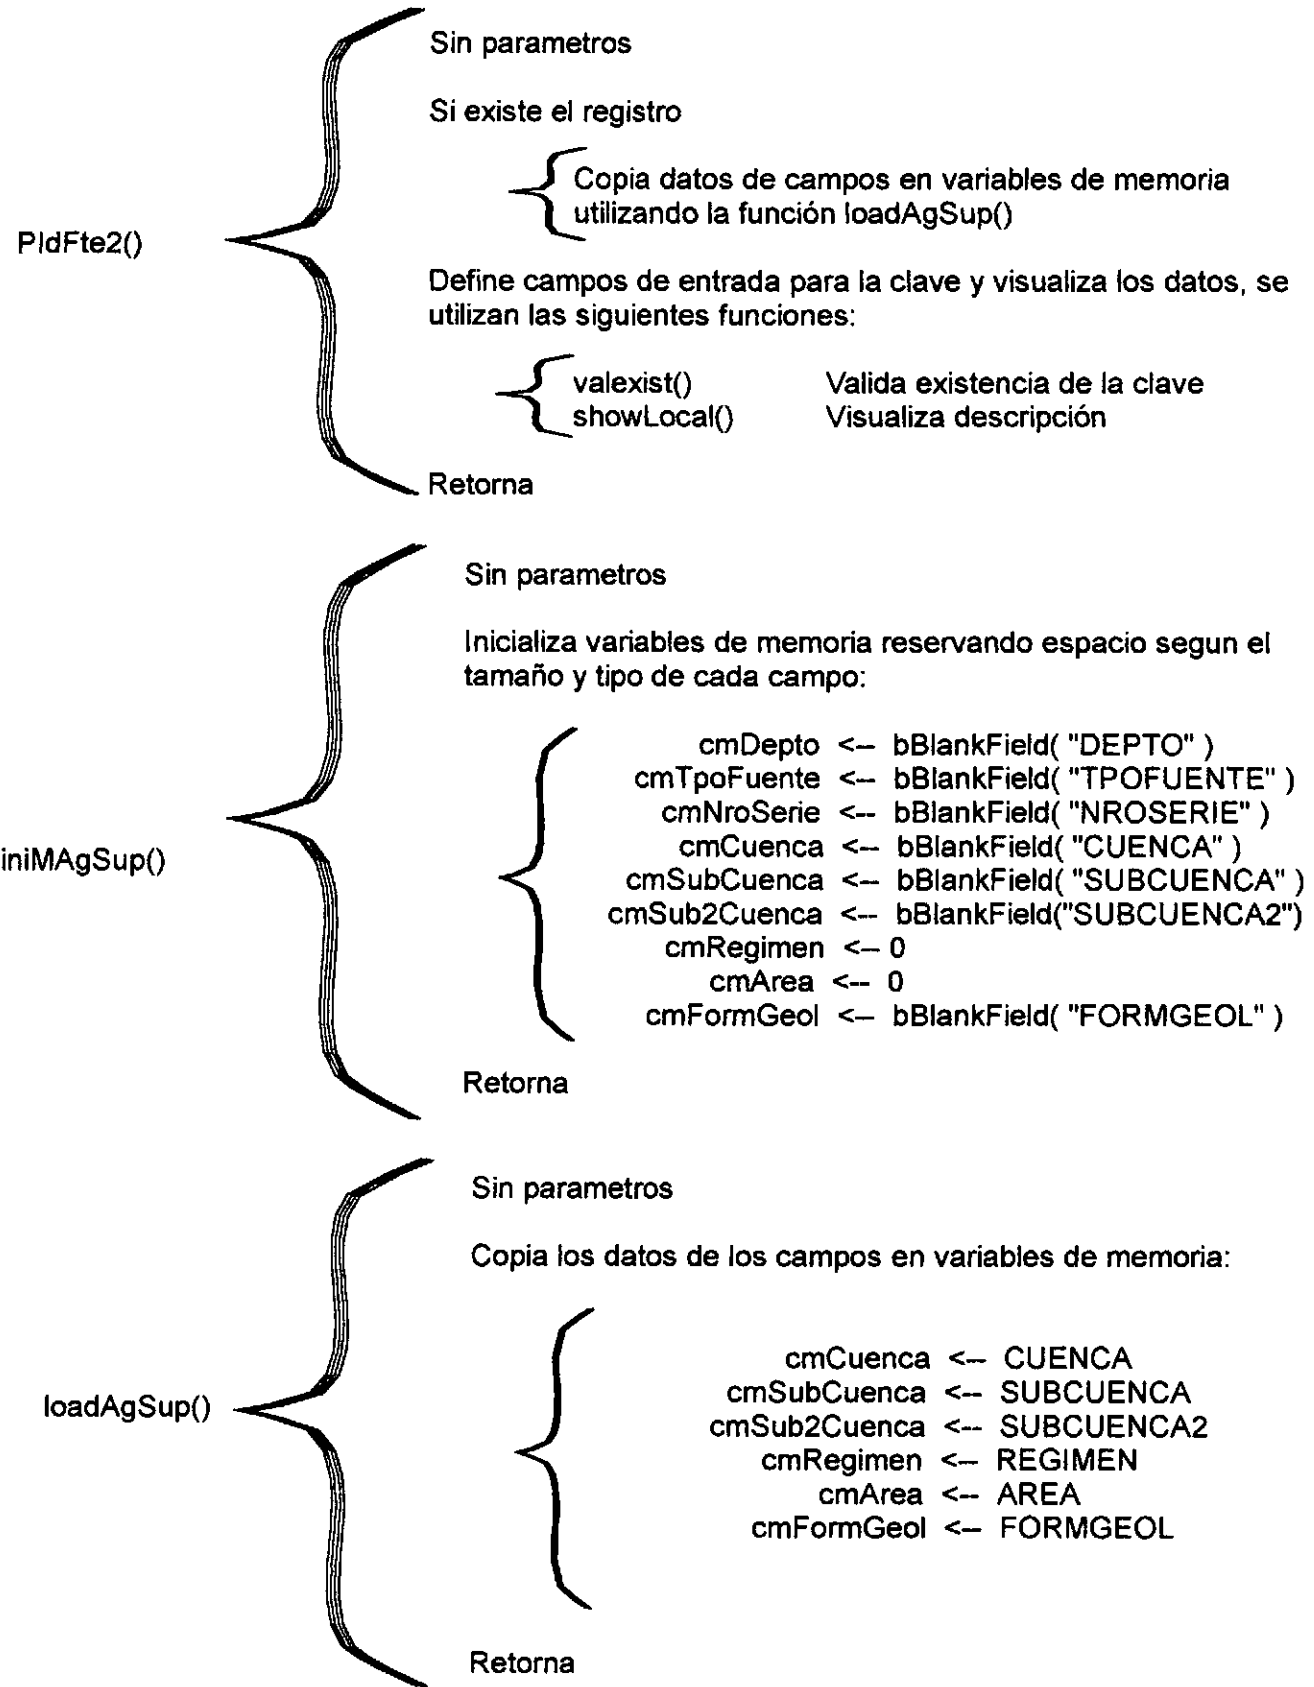 Sin parametros
Si existe el registro
Copia datos de campos en variables de memoria
utilizando la función loadAgSup()
PIdFte2()
Define campos de entrada para la clave y visualiza los datos, se
utilizan las siguientes funciones:
valexist() Valida existencia de la clave
showLocal() Visualiza descripción
Retorna
Sin parametros
Inicializa variables de memoria reservando espacio segun el
tamaño y tipo de cada campo:
cmDepto <-- bBlankField( "DEPTO" )
cmTpoFuente <-- bBlankField( "TPOFUENTE" )
cmNroSerie <-- bBlankField( "NROSERIE" )
cmCuenca <-- bBlankField( "CUENCA" )
iniMAgSup()
cmSubCuenca <-- bBlankField( "SUBCUENCA" )
cmSub2Cuenca <-- bBlankField("SUBCUENCA2")
cmRegimen <-- 0
cmArea <-- 0
cmFormGeol <-- bBlankField( "FORMGEOL" )
Retorna
Sin parametros
Copia los datos de los campos en variables de memoria:
cmCuenca <-- CUENCA
cmSubCuenca <-- SUBCUENCA
loadAgSup()
cmSub2Cuenca <-- SUBCUENCA2
cmRegimen <-- REGIMEN
cmArea <-- AREA
cmFormGeol <-- FORMGEOL
Retorna